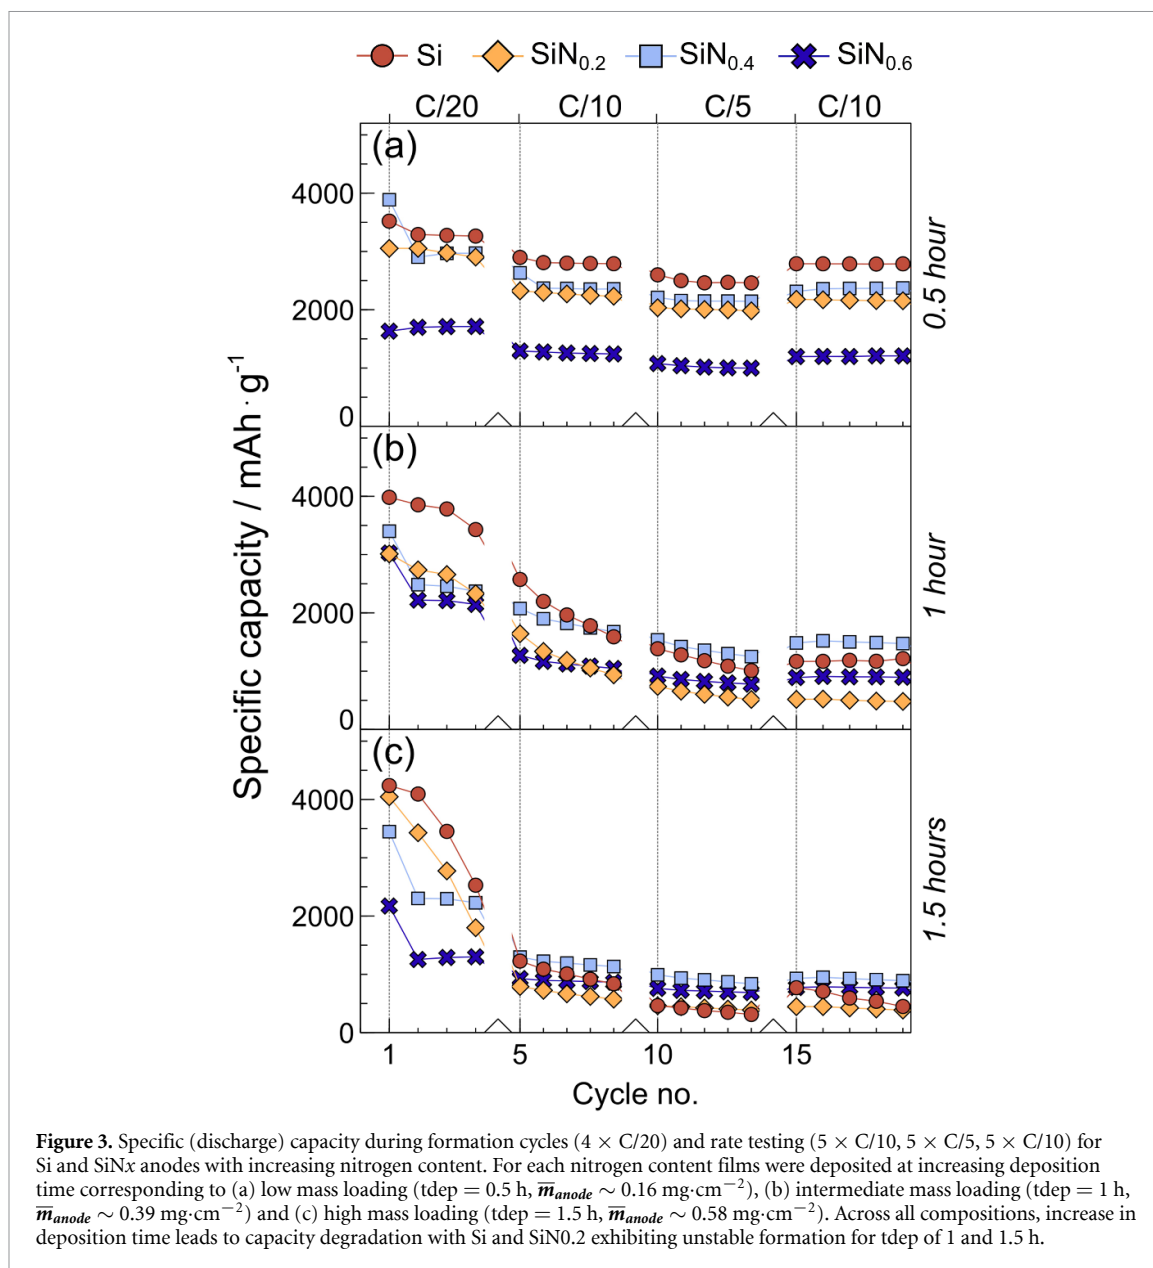 Si SiN0.2 SiN0.4 SiN0.6
C/20 C/10 C/5 C/10
(a)
4000
2000
0
0.5 hour
(b)
4000
2000
0
1 hour
Specific capacity / mAh·g-1
(c)
4000
2000
0
1.5 hours
1 5 10 15
Cycle no.
Figure 3. Specific (discharge) capacity during formation cycles (4 × C/20) and rate testing (5 × C/10, 5 × C/5, 5 × C/10) for
Si and SiNx anodes with increasing nitrogen content. For each nitrogen content films were deposited at increasing deposition
time corresponding to (a) low mass loading (tdep = 0.5 h, m̅anode ∼ 0.16 mg·cm−2), (b) intermediate mass loading (tdep = 1 h,
m̅anode ∼ 0.39 mg·cm−2) and (c) high mass loading (tdep = 1.5 h, m̅anode ∼ 0.58 mg·cm−2). Across all compositions, increase in
deposition time leads to capacity degradation with Si and SiN0.2 exhibiting unstable formation for tdep of 1 and 1.5 h.